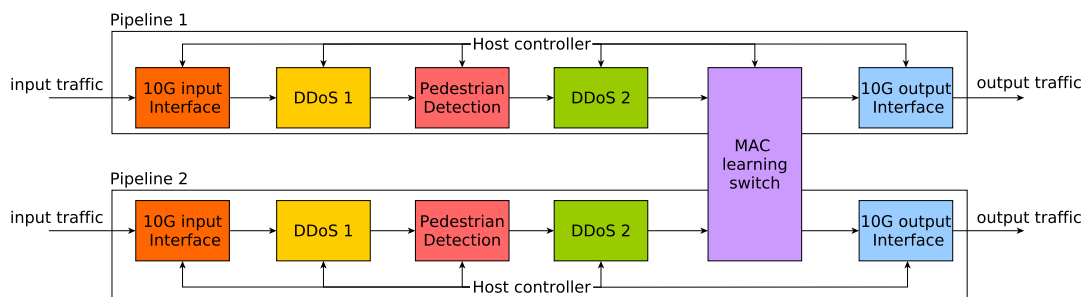 Pipeline 1
Host controller
input traffic
10G input
Interface
DDoS 1
Pedestrian
Detection
DDoS 2
MAC
learning
switch
10G output
Interface
output traffic
Pipeline 2
input traffic
10G input
Interface
DDoS 1
Pedestrian
Detection
DDoS 2
10G output
Interface
output traffic
Host controller